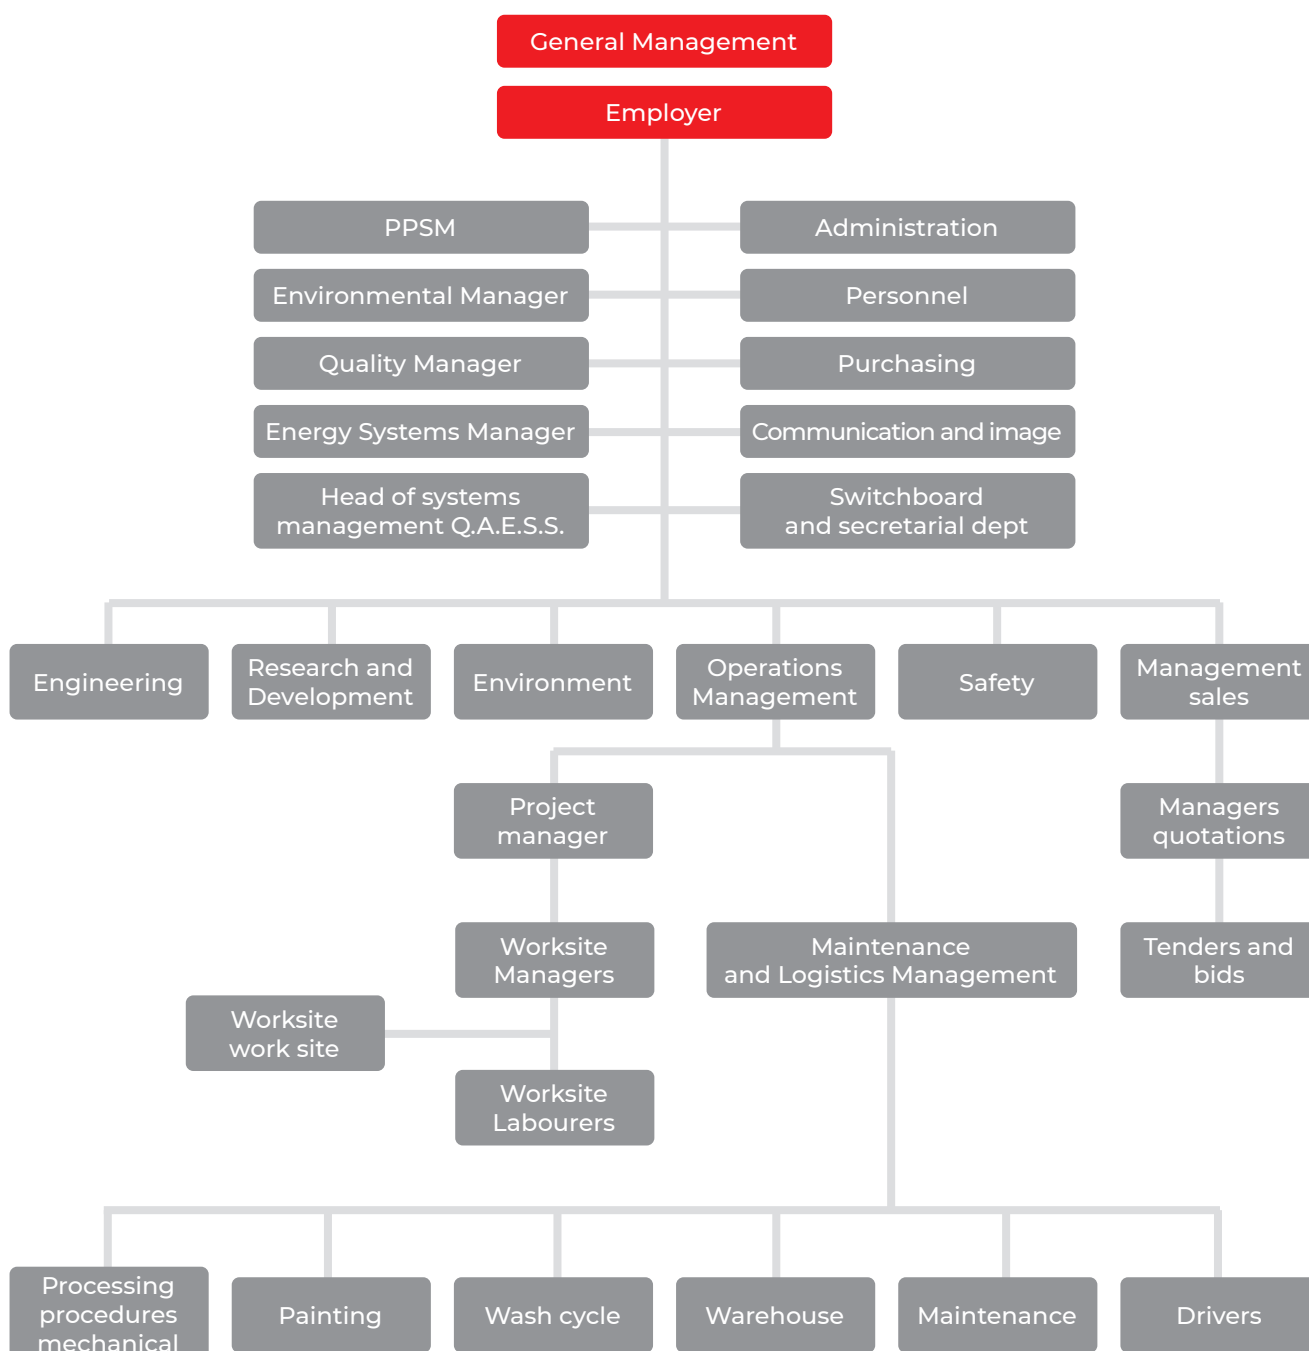 General Management
Employer
PPSM
Administration
Environmental Manager
Personnel
Quality Manager
Purchasing
Energy Systems Manager
Communication and image
Head of systems
management Q.A.E.S.S.
Switchboard
and secretarial dept
Engineering
Research and
Development
Environment
Operations
Management
Safety
Management
sales
Project
manager
Managers
quotations
Worksite
Managers
Maintenance
and Logistics Management
Tenders and
bids
Worksite
work site
Worksite
Labourers
Processing
procedures
mechanical
Painting
Wash cycle
Warehouse
Maintenance
Drivers